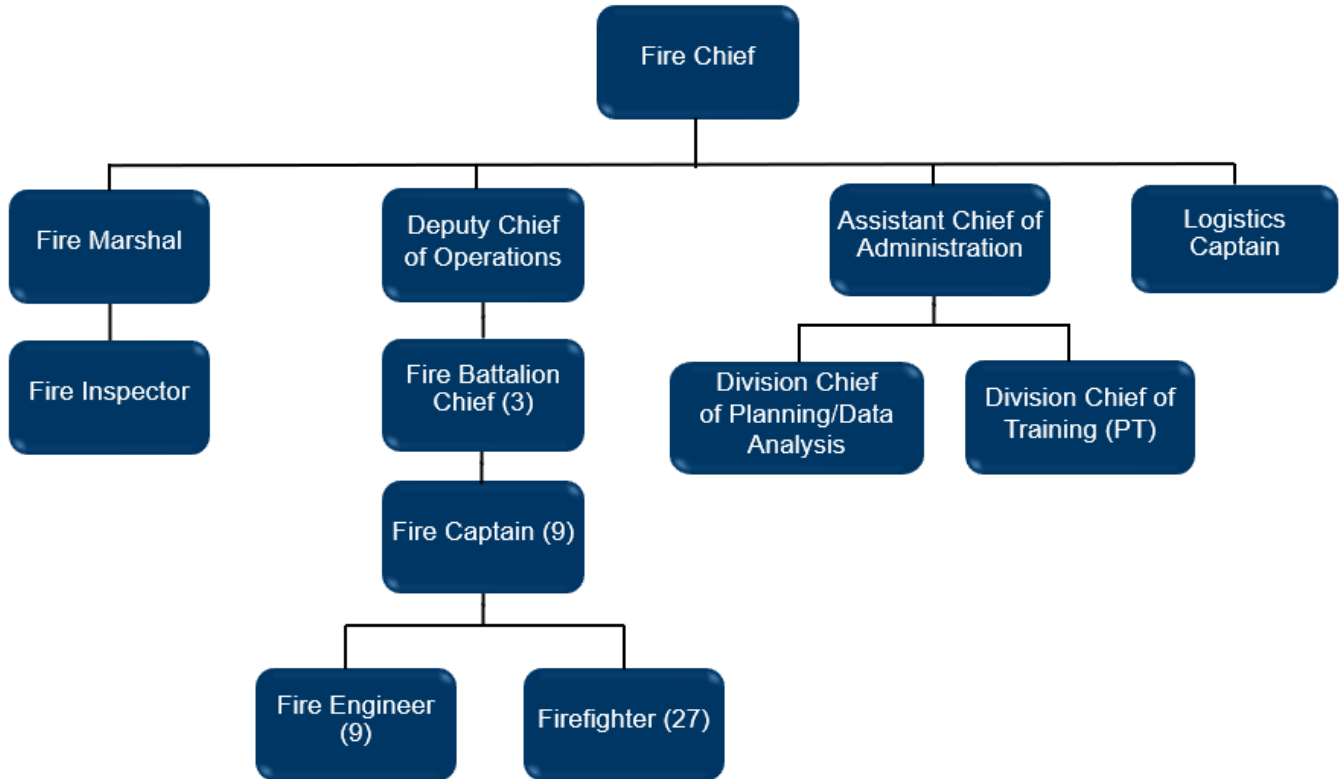 Fire Chief
Fire Marshal
Deputy Chief
of Operations
Assistant Chief of
Administration
Logistics
Captain
Fire Inspector
Fire Battalion
Chief (3)
Division Chief
of Planning/Data
Analysis
Division Chief of
Training (PT)
Fire Captain (9)
Fire Engineer
(9)
Firefighter (27)